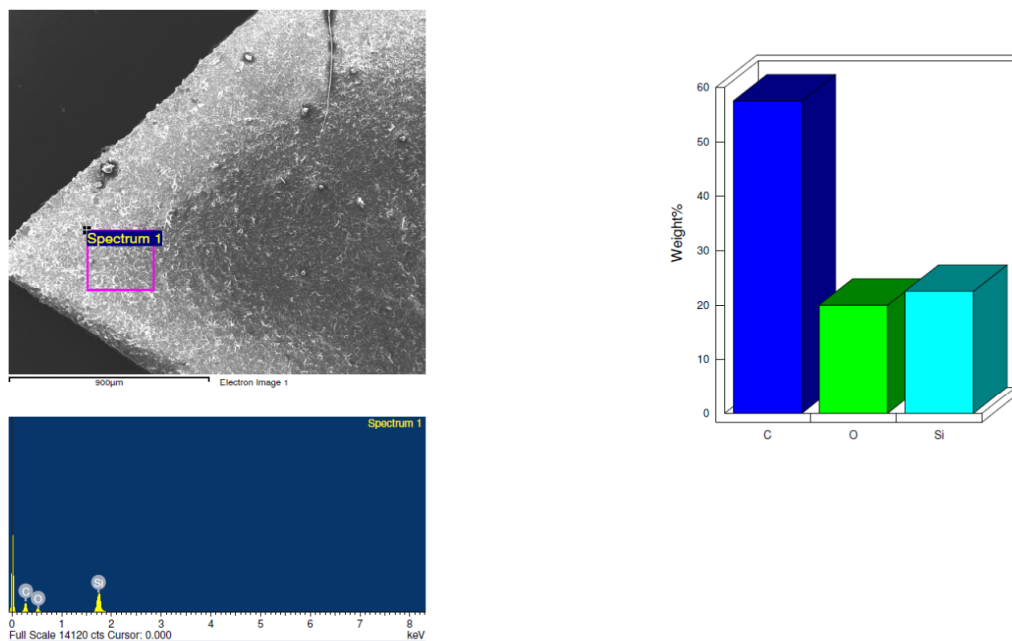 Spectrum 1
900µm Electron Image 1
Spectrum 1
C
O
Si
0 1 2 3 4 5 6 7 8
Full Scale 14120 cts Cursor: 0.000 keV
Weight%
60
50
40
30
20
10
0
C O Si